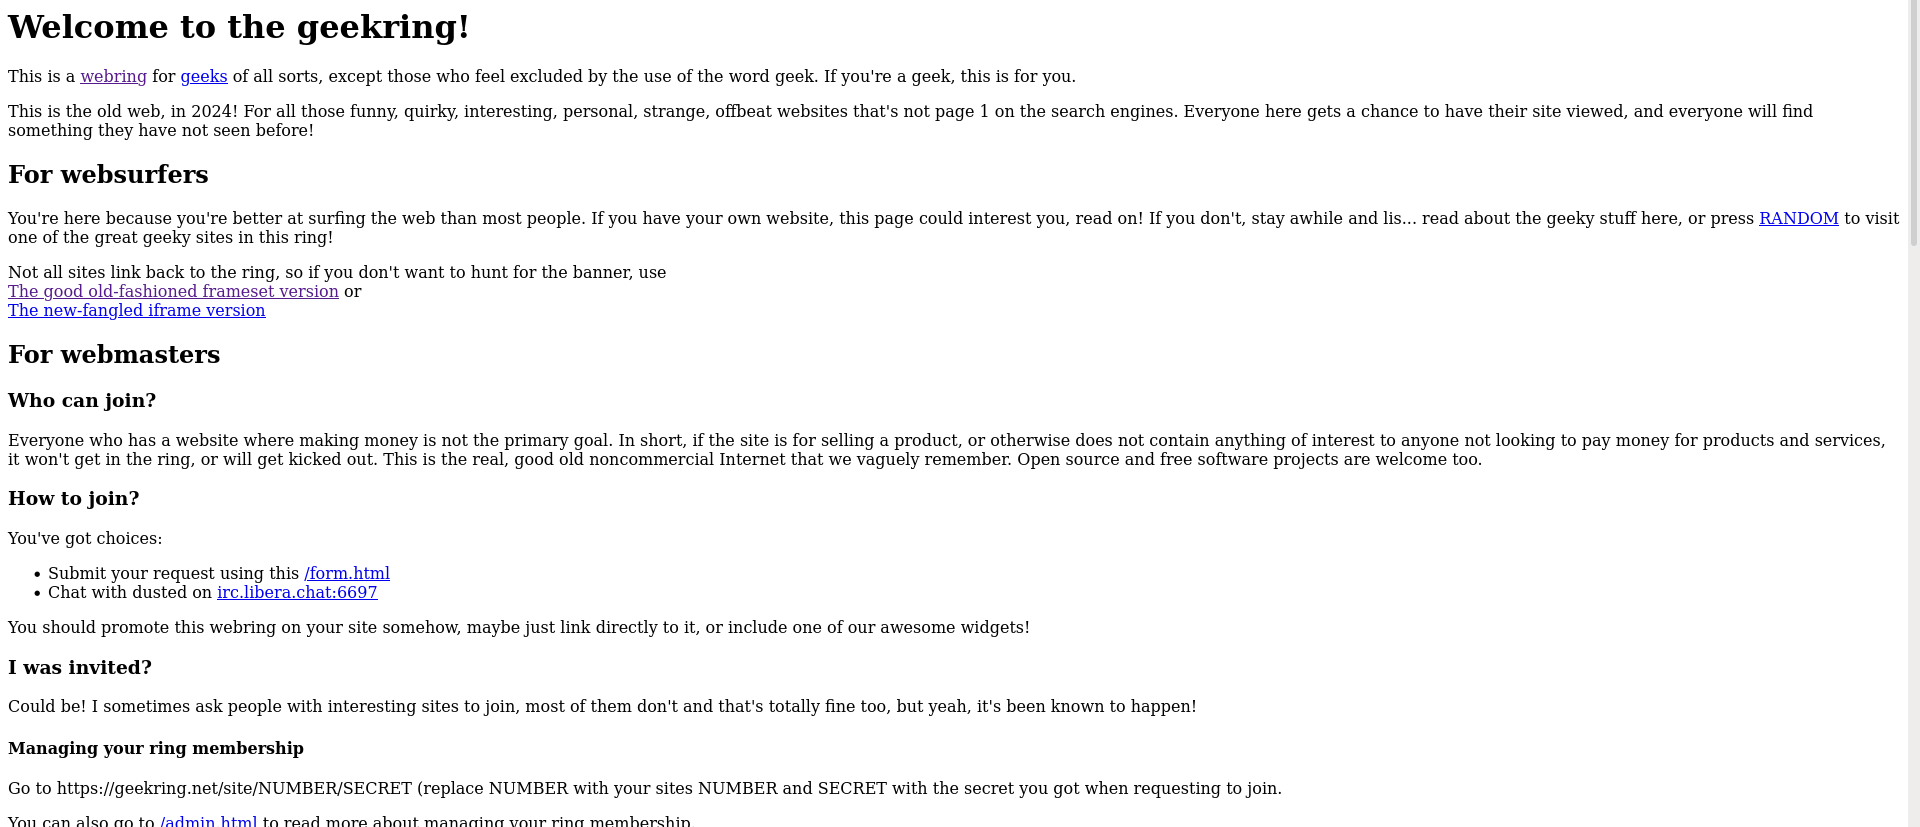 Welcome to the geekring!
This is a webring for geeks of all sorts, except those who feel excluded by the use of the word geek. If you're a geek, this is for you.
This is the old web, in 2024! For all those funny, quirky, interesting, personal, strange, offbeat websites that's not page 1 on the search engines. Everyone here gets a chance to have their site viewed, and everyone will find
something they have not seen before!
For websurfers
You're here because you're better at surfing the web than most people. If you have your own website, this page could interest you, read on! If you don't, stay awhile and lis... read about the geeky stuff here, or press RANDOM to visit
one of the great geeky sites in this ring!
Not all sites link back to the ring, so if you don't want to hunt for the banner, use
The good old-fashioned frameset version or
The new-fangled iframe version
For webmasters
Who can join?
Everyone who has a website where making money is not the primary goal. In short, if the site is for selling a product, or otherwise does not contain anything of interest to anyone not looking to pay money for products and services,
it won't get in the ring, or will get kicked out. This is the real, good old noncommercial Internet that we vaguely remember. Open source and free software projects are welcome too.
How to join?
You've got choices:
• Submit your request using this /form.html
• Chat with dusted on irc.libera.chat:6697
You should promote this webring on your site somehow, maybe just link directly to it, or include one of our awesome widgets!
I was invited?
Could be! I sometimes ask people with interesting sites to join, most of them don't and that's totally fine too, but yeah, it's been known to happen!
Managing your ring membership
Go to https://geekring.net/site/NUMBER/SECRET (replace NUMBER with your sites NUMBER and SECRET with the secret you got when requesting to join.
You can also go to /admin.html to read more about managing your ring membership.